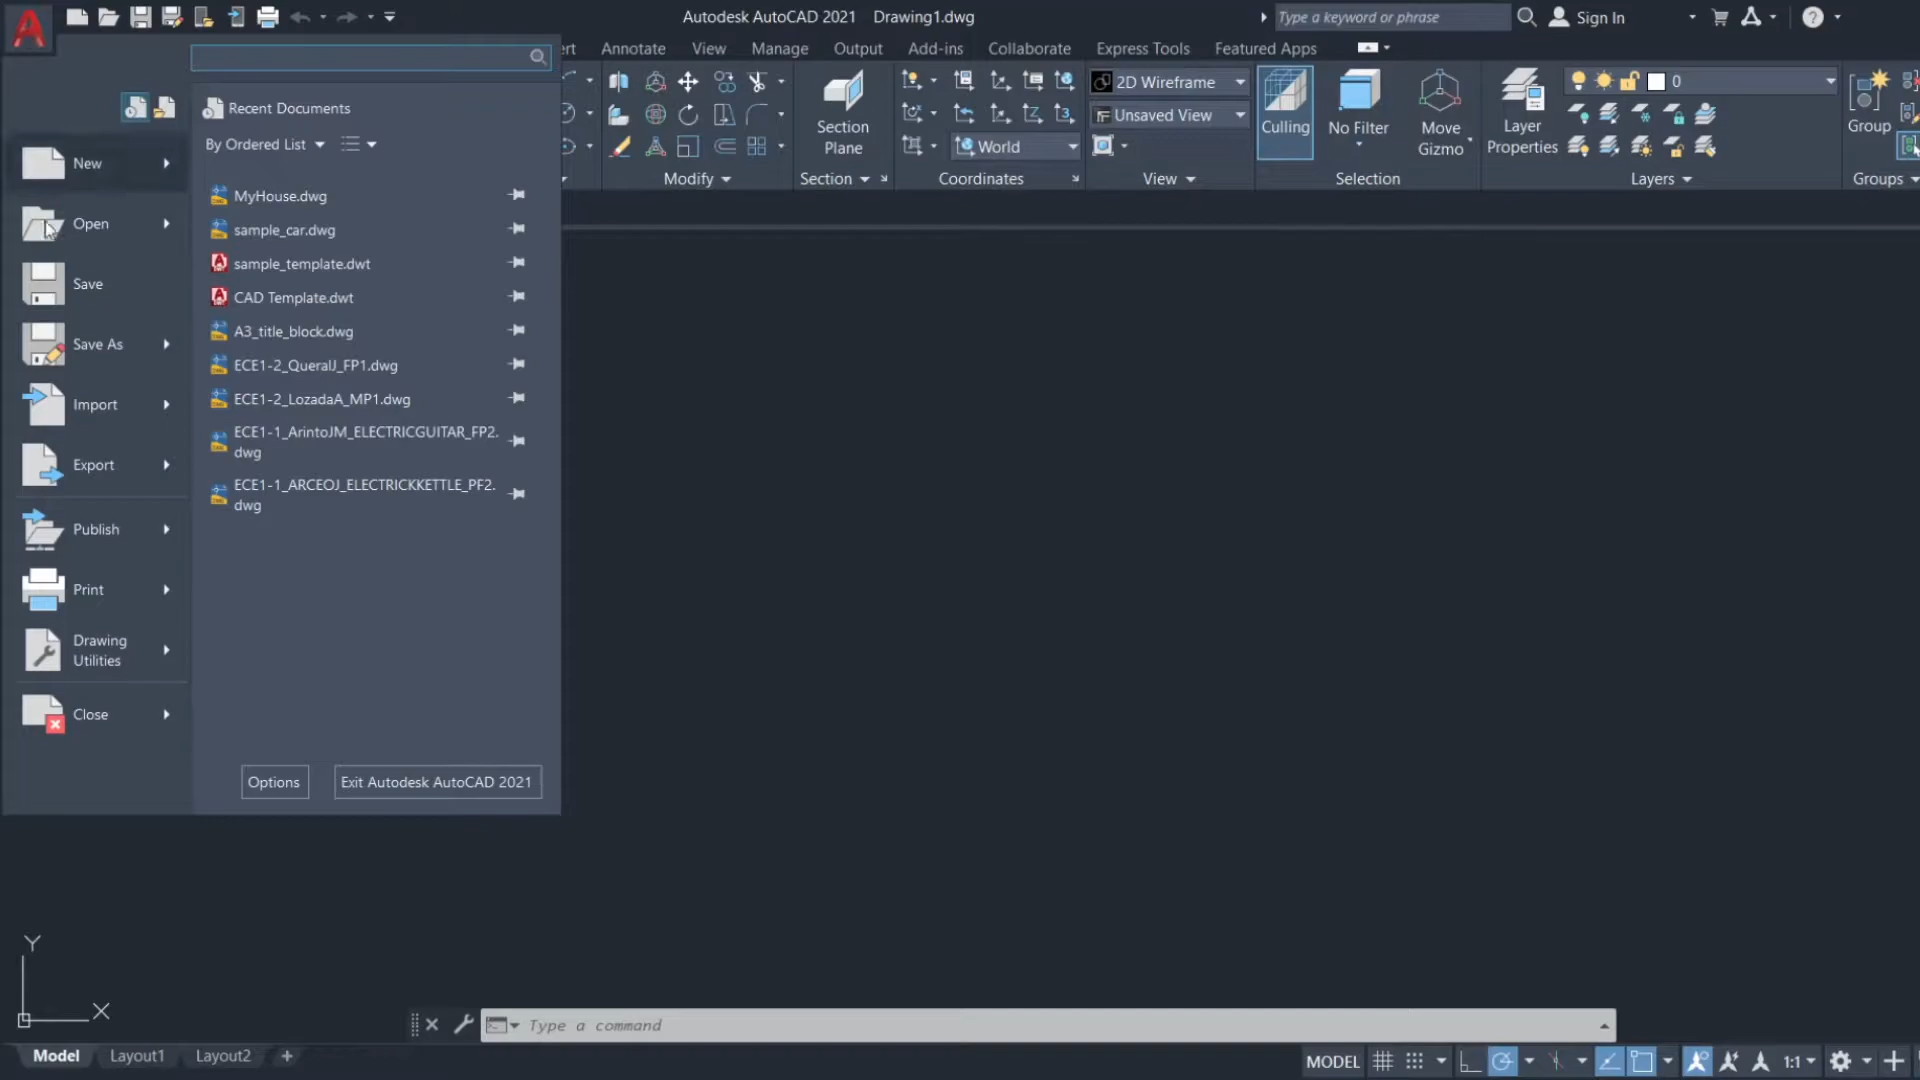 Autodesk AutoCAD 2021 Drawing1.dwg
Type a keyword or phrase
Sign In
Annotate View Manage Output Add-ins Collaborate Express Tools Featured Apps
Recent Documents
By Ordered List
New
Open
Save
Save As
Import
Export
Publish
Print
Drawing
Utilities
Close
MyHouse.dwg
sample_car.dwg
sample_template.dwt
CAD Template.dwt
A3_title_block.dwg
ECE1-2_QueralJ_FP1.dwg
ECE1-2_LozadaA_MP1.dwg
ECE1-1_ArintoJM_ELECTRICGUITAR_FP2.
dwg
ECE1-1_ARCEOJ_ELECTRICKKETTLE_PF2.
dwg
Options
Exit Autodesk AutoCAD 2021
Modify
Section
Plane
Section
World
Coordinates
2D Wireframe
Unsaved View
View
Culling
No Filter
Move
Gizmo
Selection
Layer
Properties
0
Layers
Group
Groups
Y
X
Type a command
Model Layout1 Layout2 +
MODEL
1:1